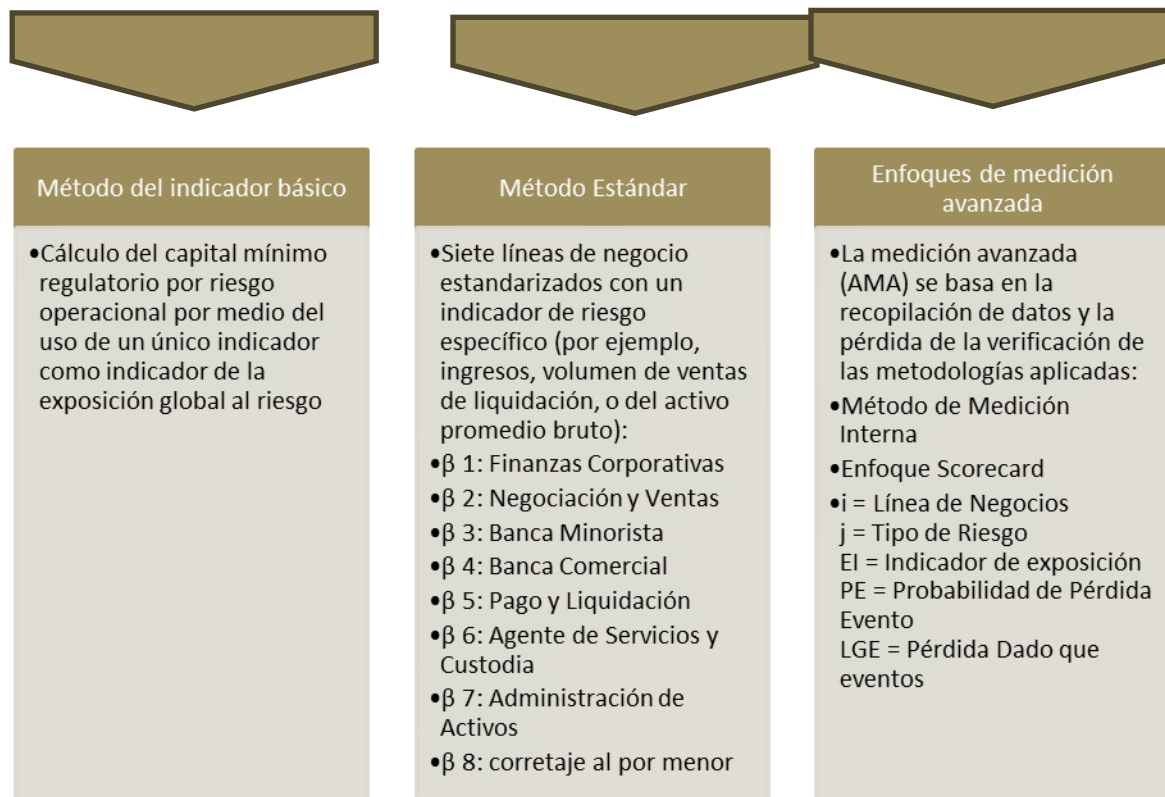 Método del indicador básico
•Cálculo del capital mínimo
regulatorio por riesgo
operacional por medio del
uso de un único indicador
como indicador de la
exposición global al riesgo
Método Estándar
•Siete líneas de negocio
estandarizados con un
indicador de riesgo
específico (por ejemplo,
ingresos, volumen de ventas
de liquidación, o del activo
promedio bruto):
•β 1: Finanzas Corporativas
•β 2: Negociación y Ventas
•β 3: Banca Minorista
•β 4: Banca Comercial
•β 5: Pago y Liquidación
•β 6: Agente de Servicios y
Custodia
•β 7: Administración de
Activos
•β 8: corretaje al por menor
Enfoques de medición
avanzada
•La medición avanzada
(AMA) se basa en la
recopilación de datos y la
pérdida de la verificación de
las metodologías aplicadas:
•Método de Medición
Interna
•Enfoque Scorecard
•i = Línea de Negocios
j = Tipo de Riesgo
EI = Indicador de exposición
PE = Probabilidad de Pérdida
Evento
LGE = Pérdida Dado que
eventos